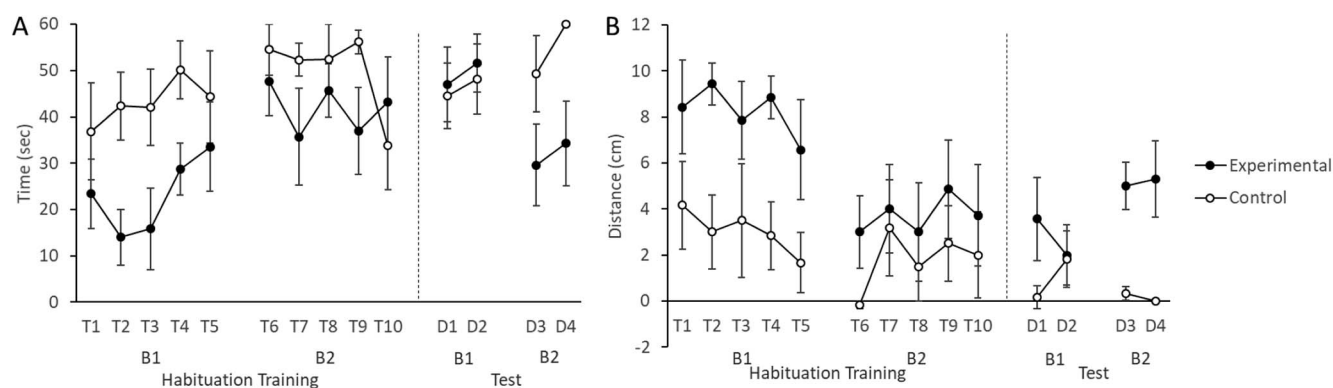 A
Time (sec)
60
50
40
30
20
10
0
T1 T2 T3 T4 T5 T6 T7 T8 T9 T10 D1 D2 D3 D4
B1 B2 B1 B2
Habituation Training Test
B
Distance (cm)
12
10
8
6
4
2
0
-2
T1 T2 T3 T4 T5 T6 T7 T8 T9 T10 D1 D2 D3 D4
B1 B2 B1 B2
Habituation Training Test
Experimental
Control